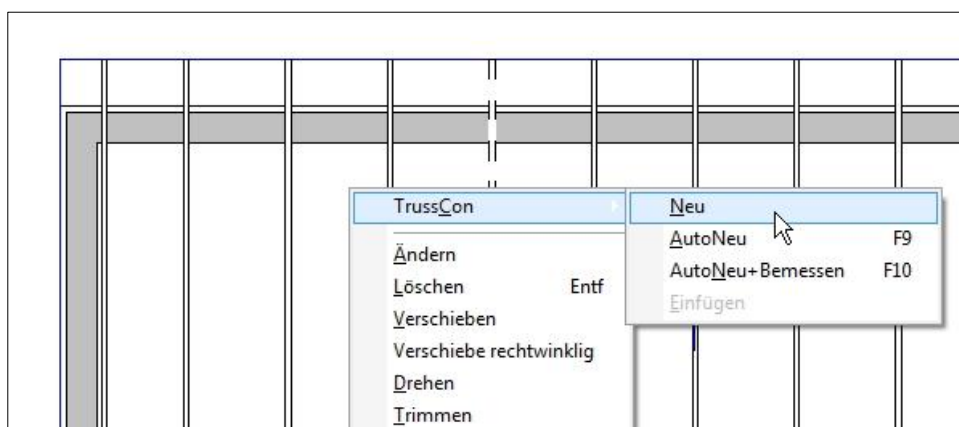 TrussCon
Ändern
Löschen Entf
Verschieben
Verschiebe rechtwinklig
Drehen
Trimmen
Neu
AutoNeu F9
AutoNeu+Bemessen F10
Einfügen